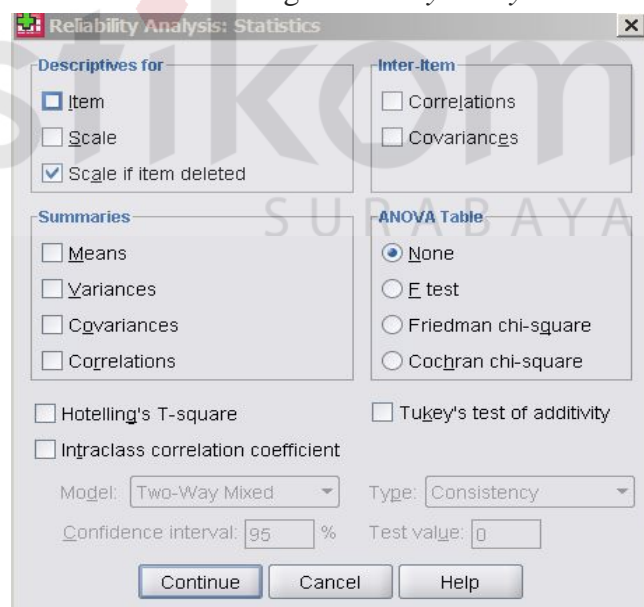 Reliability Analysis: Statistics
Descriptives for
Item
Scale
Scale if item deleted
Inter-Item
Correlations
Covariances
Summaries
Means
Variances
Covariances
Correlations
ANOVA Table
None
F test
Friedman chi-square
Cochran chi-square
Hotelling's T-square
Tukey's test of additivity
Intraclass correlation coefficient
Model: Two-Way Mixed
Type: Consistency
Confidence interval: 95 %
Test value: 0
Continue Cancel Help
stikom
SURABAYA